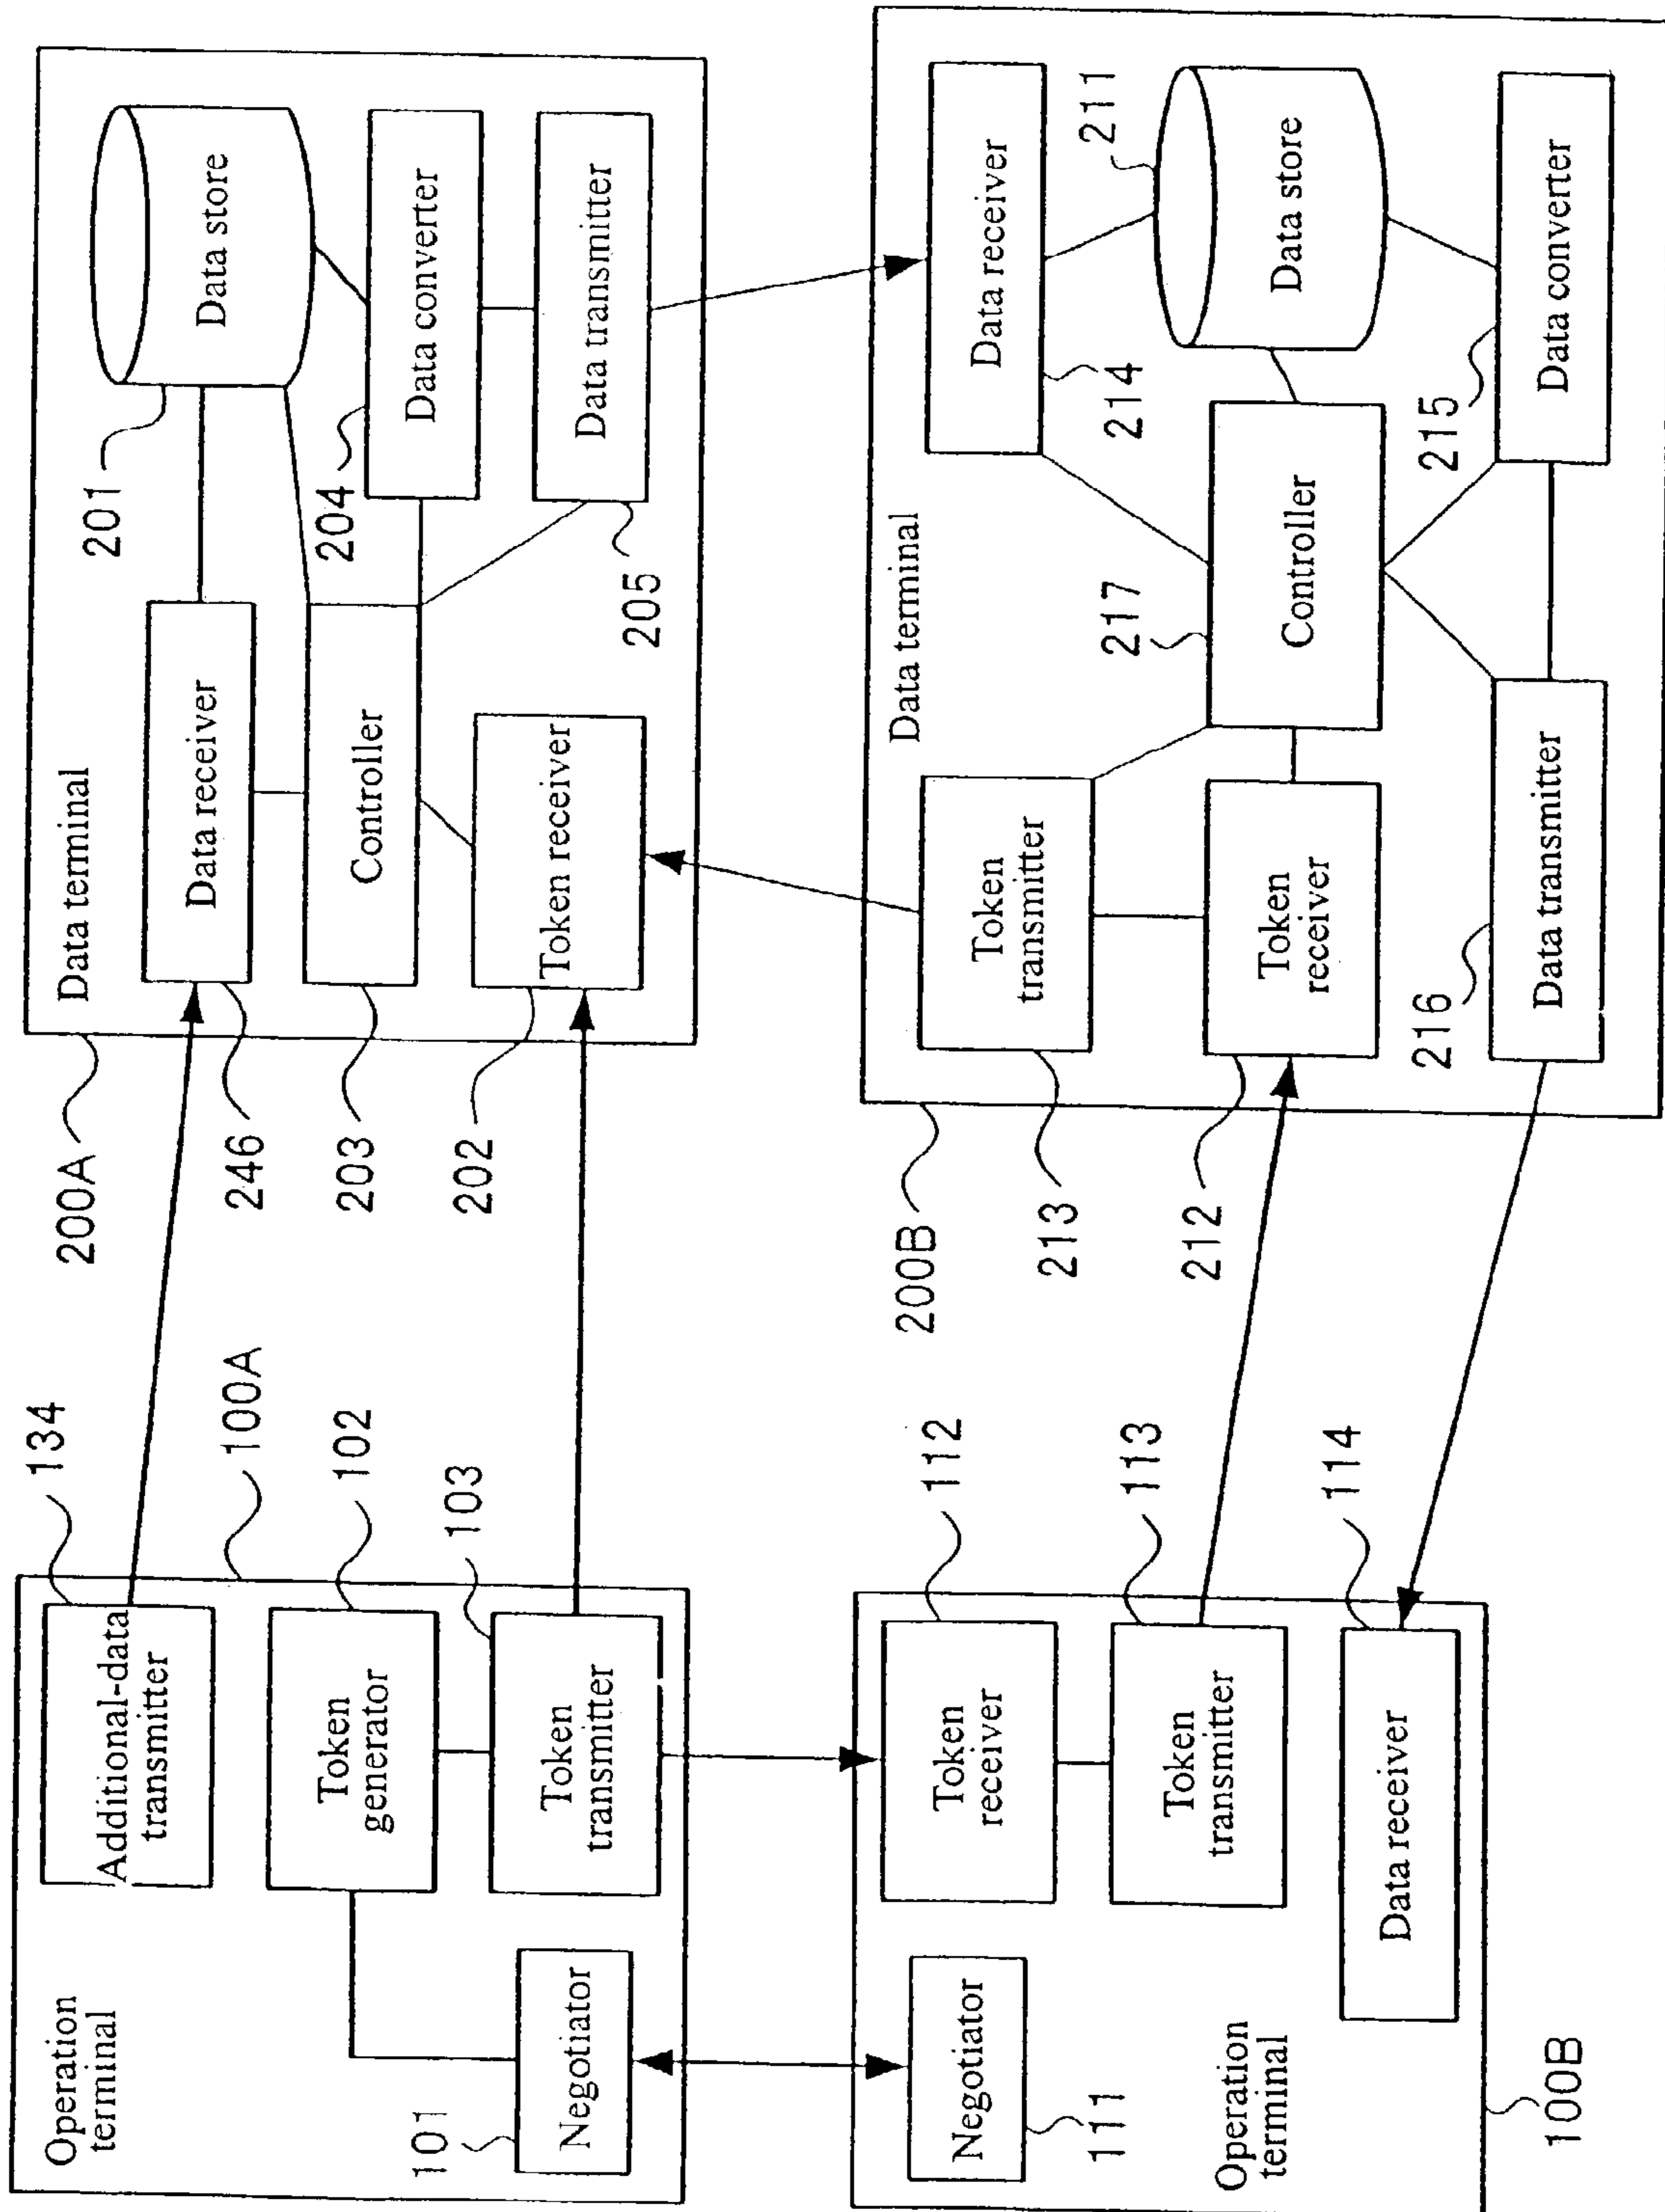 Operation
terminal
134
Additional-data
transmitter
100A
102
Token
generator
103
Token
transmitter
101
Negotiator
200A
Data terminal
Data receiver
246
201
Data store
Controller
203
204
Data converter
Token receiver
202
205
Data transmitter
Negotiator
111
Operation
terminal
100B
112
Token
receiver
113
Token
transmitter
114
Data receiver
200B
Data terminal
Token
transmitter
213
Token
receiver
212
217
Controller
Data receiver
214
211
Data store
215
Data converter
216
Data transmitter